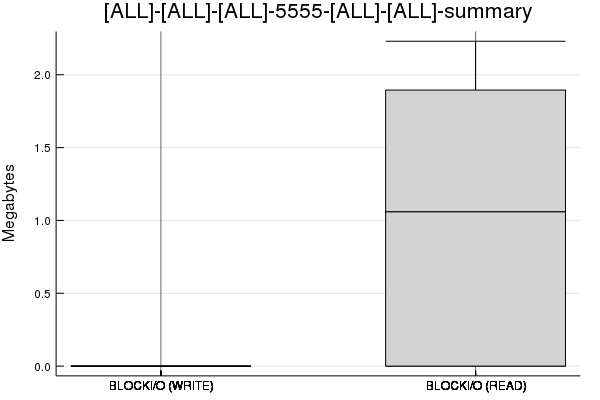 [ALL]-[ALL]-[ALL]-5555-[ALL]-[ALL]-summary
Megabytes
2.0
1.5
1.0
0.5
0.0
BLOCKI/O (WRITE)
BLOCKI/O (READ)